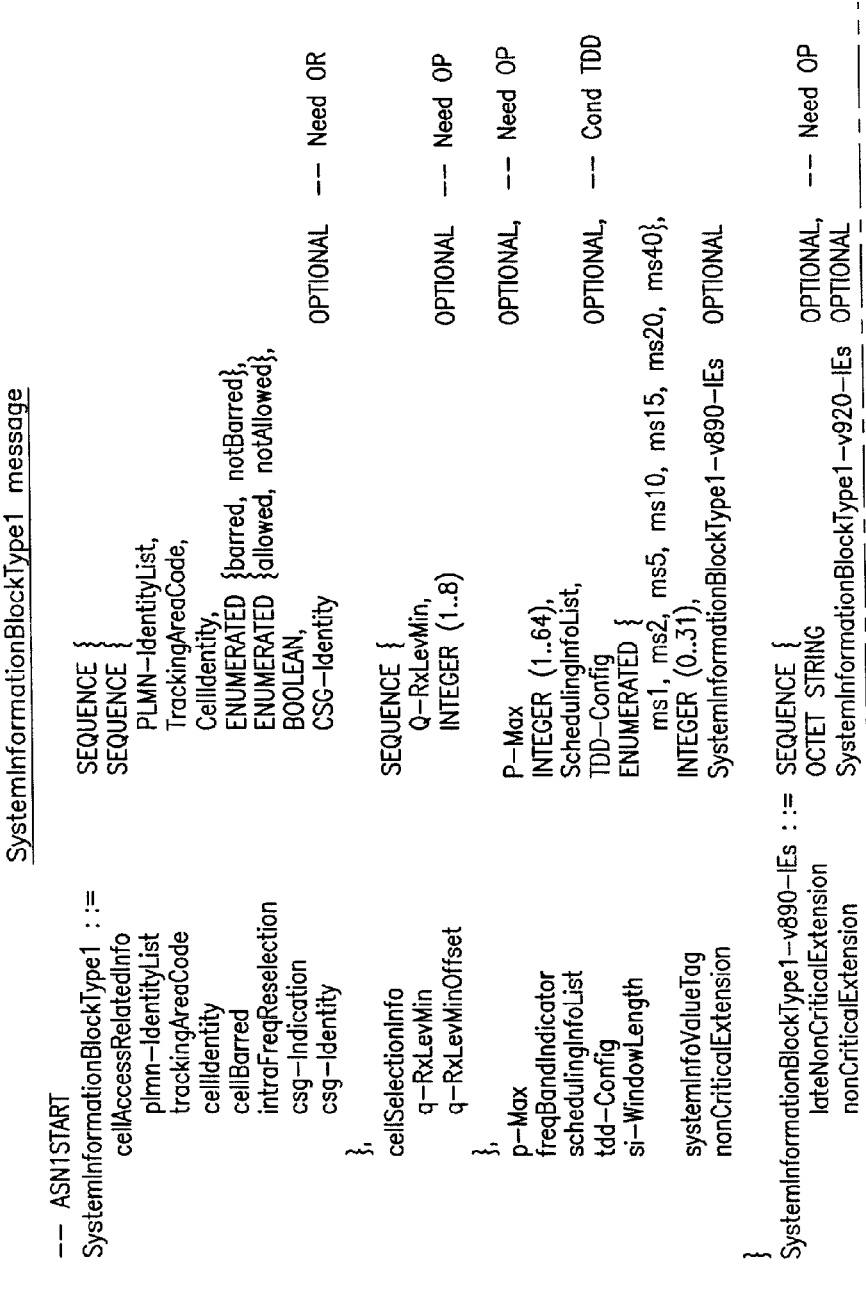 SystemInformationBlockType1 message
-- ASN1START
SystemInformationBlockType1 ::= SEQUENCE {
cellAccessRelatedInfo SEQUENCE {
plmn-IdentityList PLMN-IdentityList,
trackingAreaCode TrackingAreaCode,
cellIdentity CellIdentity,
cellBarred ENUMERATED {barred, notBarred},
intraFreqReselection ENUMERATED {allowed, notAllowed},
csg-Indication BOOLEAN,
csg-Identity CSG-Identity OPTIONAL -- Need OR
},
cellSelectionInfo SEQUENCE {
q-RxLevMin Q-RxLevMin,
q-RxLevMinOffset INTEGER (1..8) OPTIONAL -- Need OP
},
p-Max P-Max OPTIONAL, -- Need OP
freqBandIndicator INTEGER (1..64),
schedulingInfoList SchedulingInfoList,
tdd-Config TDD-Config OPTIONAL, -- Cond TDD
si-WindowLength ENUMERATED {
ms1, ms2, ms5, ms10, ms15, ms20, ms40},
systemInfoValueTag INTEGER (0..31),
nonCriticalExtension SystemInformationBlockType1-v890-IEs OPTIONAL
}
SystemInformationBlockType1-v890-IEs ::= SEQUENCE {
lateNonCriticalExtension OCTET STRING OPTIONAL, -- Need OP
nonCriticalExtension SystemInformationBlockType1-v920-IEs OPTIONAL